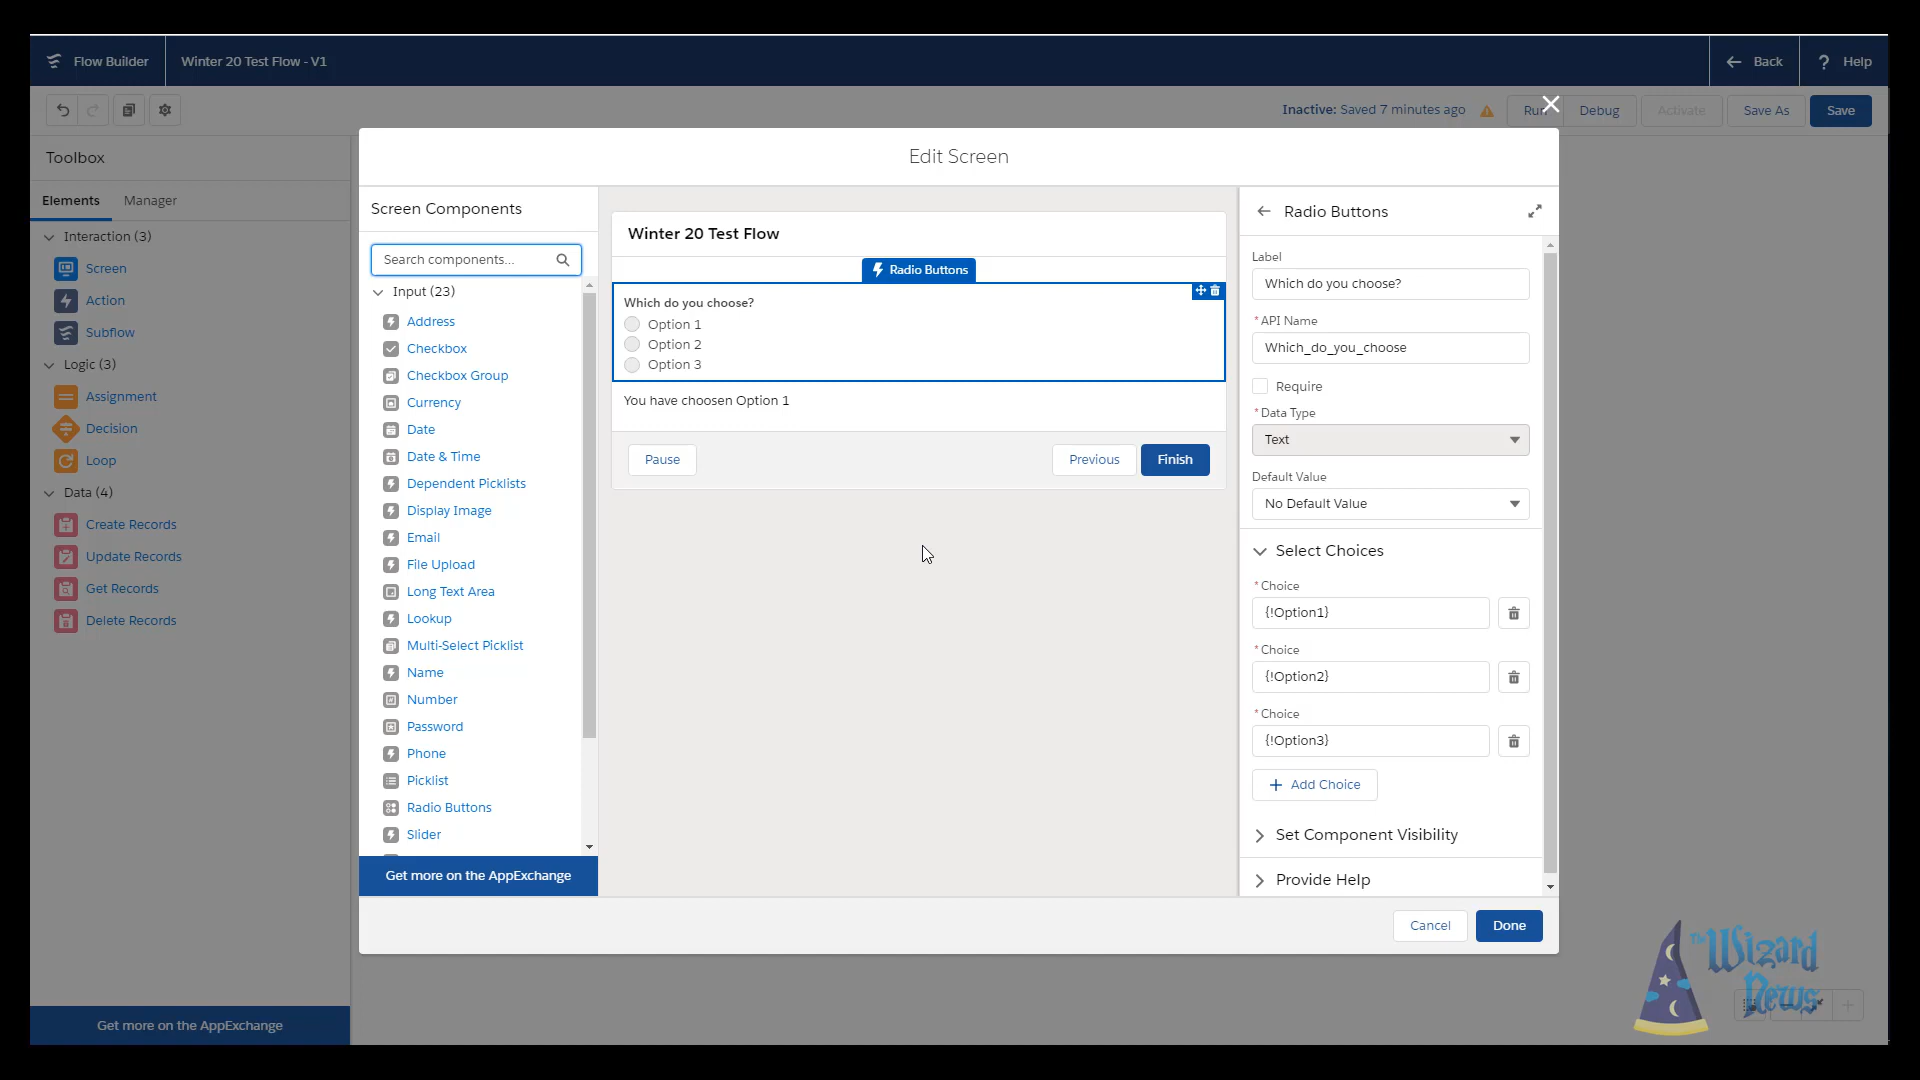 Flow Builder
Winter 20 Test Flow - V1
Back
? Help
Inactive: Saved 7 minutes ago
Run
Debug
Activate
Save As
Save
Toolbox
Elements
Manager
Interaction (3)
Screen
Action
Subflow
Logic (3)
Assignment
Decision
Loop
Data (4)
Create Records
Update Records
Get Records
Delete Records
Get more on the AppExchange
Edit Screen
Screen Components
Search components...
Input (23)
Address
Checkbox
Checkbox Group
Currency
Date
Date & Time
Dependent Picklists
Display Image
Email
File Upload
Long Text Area
Lookup
Multi-Select Picklist
Name
Number
Password
Phone
Picklist
Radio Buttons
Slider
Get more on the AppExchange
Winter 20 Test Flow
Radio Buttons
Which do you choose?
Option 1
Option 2
Option 3
You have choosen Option 1
Pause
Previous
Finish
Radio Buttons
Label
Which do you choose?
*API Name
Which_do_you_choose
Require
*Data Type
Text
Default Value
No Default Value
Select Choices
*Choice
{!Option1}
*Choice
{!Option2}
*Choice
{!Option3}
+ Add Choice
Set Component Visibility
Provide Help
Cancel
Done
The Wizard
News